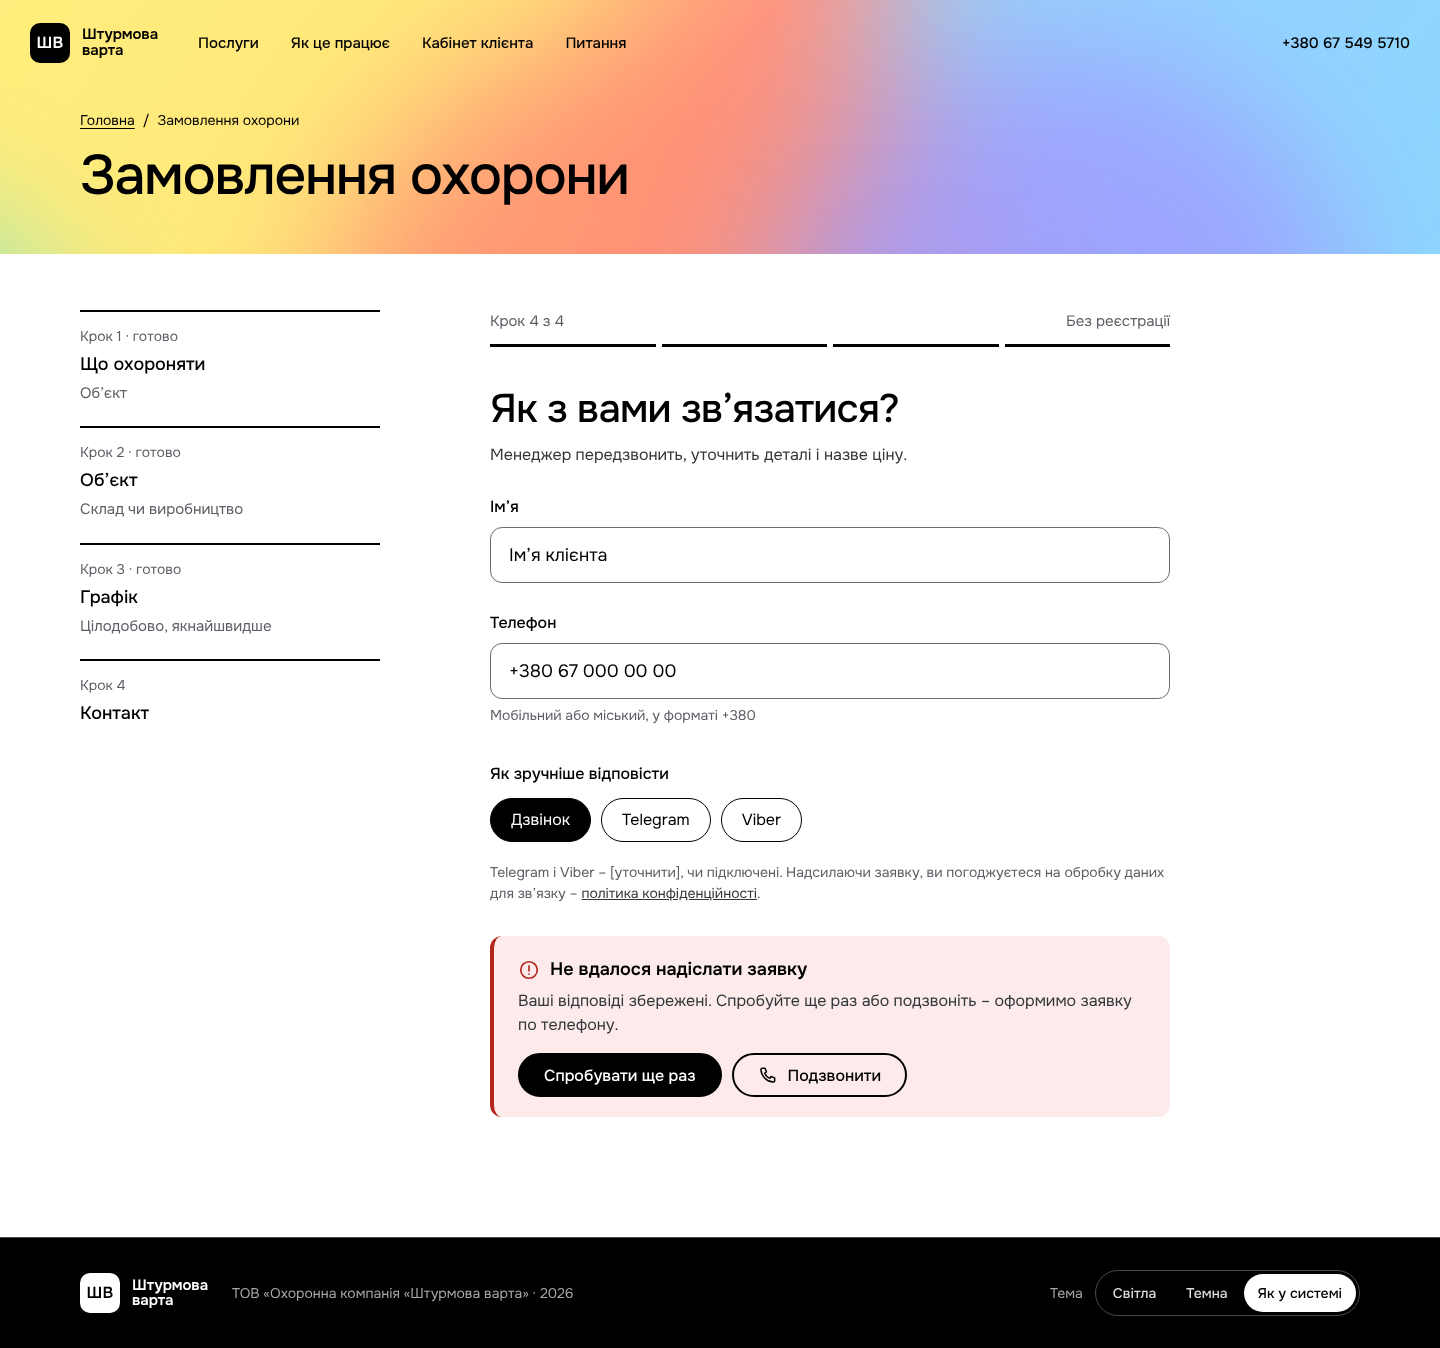 ШВ
Штурмова
варта
Послуги
Як це працює
Кабінет клієнта
Питання
+380 67 549 5710
Головна / Замовлення охорони
Замовлення охорони
Крок 1 · готово
Що охороняти
Об’єкт
Крок 2 · готово
Об’єкт
Склад чи виробництво
Крок 3 · готово
Графік
Цілодобово, якнайшвидше
Крок 4
Контакт
Крок 4 з 4
Без реєстрації
Як з вами зв’язатися?
Менеджер передзвонить, уточнить деталі і назве ціну.
Ім’я
Ім’я клієнта
Телефон
+380 67 000 00 00
Мобільний або міський, у форматі +380
Як зручніше відповісти
Дзвінок
Telegram
Viber
Telegram і Viber – [уточнити], чи підключені. Надсилаючи заявку, ви погоджуєтеся на обробку даних
для зв’язку – політика конфіденційності.
Не вдалося надіслати заявку
Ваші відповіді збережені. Спробуйте ще раз або подзвоніть – оформимо заявку
по телефону.
Спробувати ще раз
Подзвонити
ШВ
Штурмова
варта
ТОВ «Охоронна компанія «Штурмова варта» · 2026
Тема
Світла
Темна
Як у системі